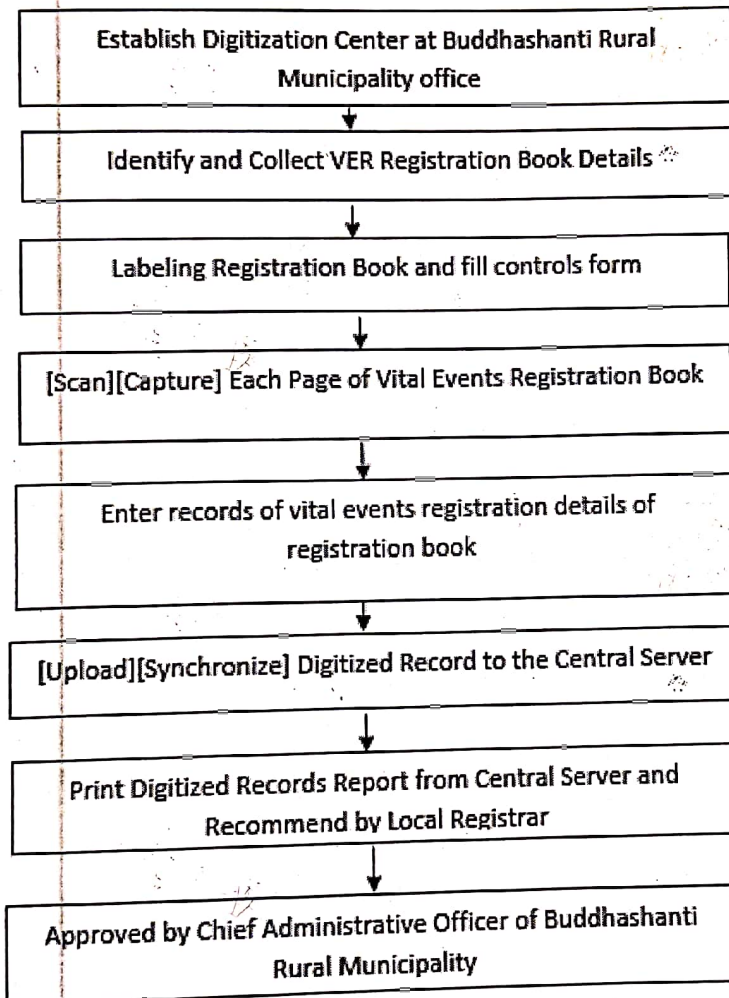 Establish Digitization Center at Buddhashanti Rural
Municipality office
Identify and Collect VER Registration Book Details
Labeling Registration Book and fill controls form
[Scan][Capture] Each Page of Vital Events Registration Book
Enter records of vital events registration details of
registration book
[Upload][Synchronize] Digitized Record to the Central Server
Print Digitized Records Report from Central Server and
Recommend by Local Registrar
Approved by Chief Administrative Officer of Buddhashanti
Rural Municipality